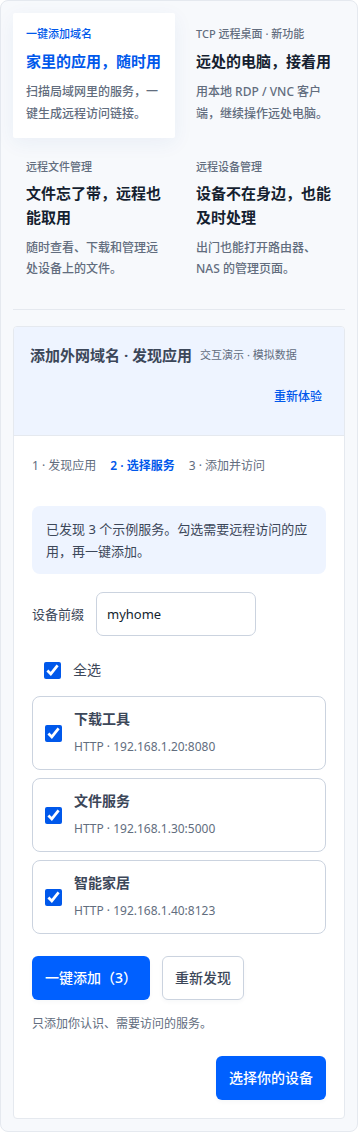 一键添加域名
家里的应用，随时用
扫描局域网里的服务，一
键生成远程访问链接。
TCP 远程桌面 · 新功能
远处的电脑，接着用
用本地 RDP / VNC 客户
端，继续操作远处电脑。
远程文件管理
文件忘了带，远程也
能取用
随时查看、下载和管理远
处设备上的文件。
远程设备管理
设备不在身边，也能
及时处理
出门也能打开路由器、
NAS 的管理页面。
添加外网域名 · 发现应用 交互演示 · 模拟数据
重新体验
1 · 发现应用 2 · 选择服务 3 · 添加并访问
已发现 3 个示例服务。勾选需要远程访问的应
用，再一键添加。
设备前缀 myhome
全选
下载工具
HTTP · 192.168.1.20:8080
文件服务
HTTP · 192.168.1.30:5000
智能家居
HTTP · 192.168.1.40:8123
一键添加（3） 重新发现
只添加你认识、需要访问的服务。
选择你的设备